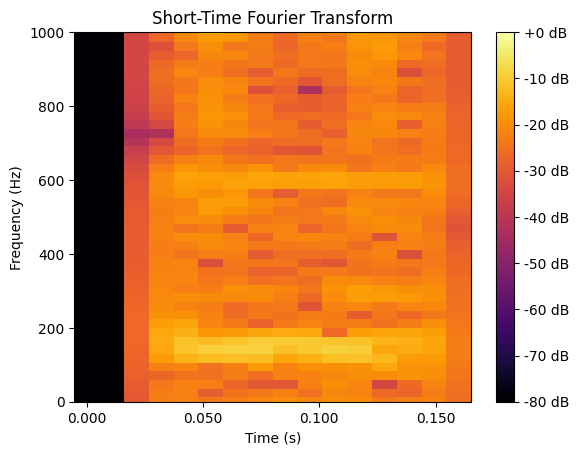 Short-Time Fourier Transform
1000
800
600
400
200
0
Frequency (Hz)
0.000
0.050
0.100
0.150
Time (s)
+0 dB
-10 dB
-20 dB
-30 dB
-40 dB
-50 dB
-60 dB
-70 dB
-80 dB